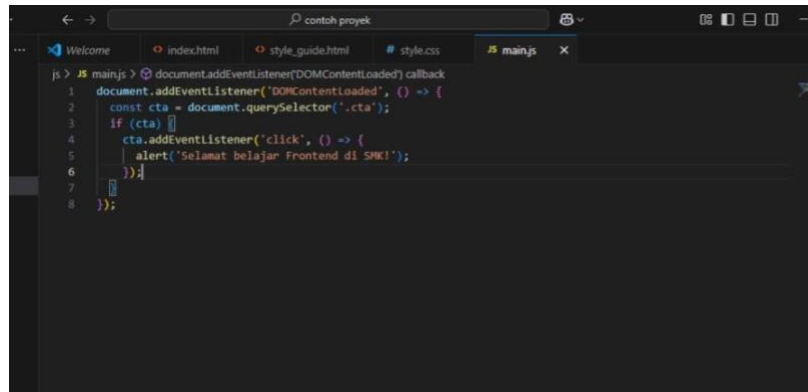 contoh proyek
Welcome
index.html
style_guide.html
# style.css
JS main.js
js > JS main.js > document.addEventListener('DOMContentLoaded') callback
1 document.addEventListener('DOMContentLoaded', () => {
2 const cta = document.querySelector('.cta');
3 if (cta) {
4 cta.addEventListener('click', () => {
5 alert('Selamat belajar Frontend di SMK!');
6 });
7 }
8 });